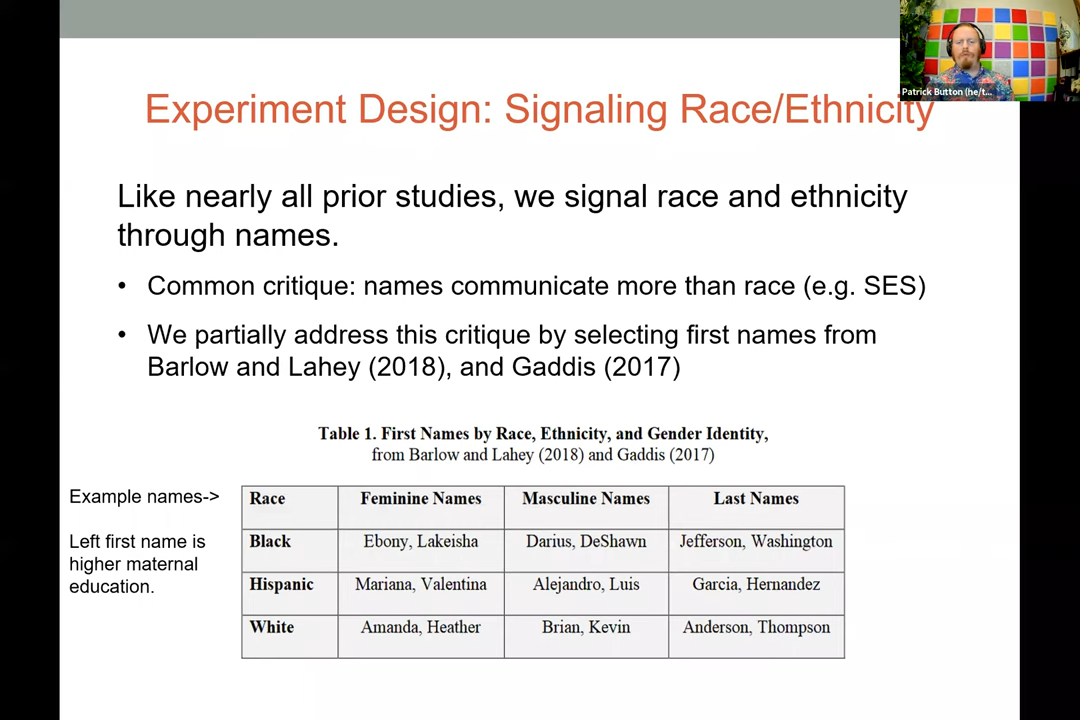 Patrick Button (he/t...
Experiment Design: Signaling Race/Ethnicity
Like nearly all prior studies, we signal race and ethnicity
through names.
• Common critique: names communicate more than race (e.g. SES)
• We partially address this critique by selecting first names from
Barlow and Lahey (2018), and Gaddis (2017)
Table 1. First Names by Race, Ethnicity, and Gender Identity,
from Barlow and Lahey (2018) and Gaddis (2017)
Example names->
Left first name is
higher maternal
education.
Race Feminine Names Masculine Names Last Names
Black Ebony, Lakeisha Darius, DeShawn Jefferson, Washington
Hispanic Mariana, Valentina Alejandro, Luis Garcia, Hernandez
White Amanda, Heather Brian, Kevin Anderson, Thompson